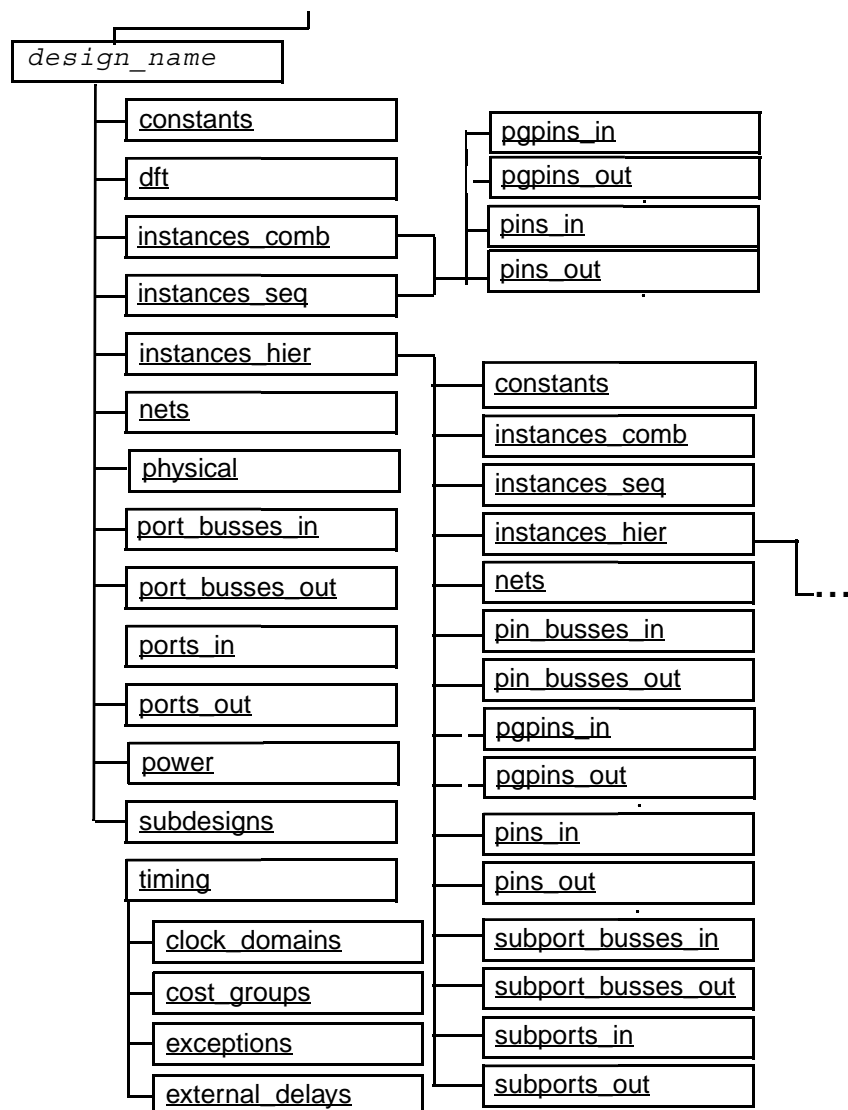 design_name
constants
dft
instances_comb
instances_seq
instances_hier
nets
physical
port_busses_in
port_busses_out
ports_in
ports_out
power
subdesigns
timing
clock_domains
cost_groups
exceptions
external_delays
pgpins_in
pgpins_out
pins_in
pins_out
constants
instances_comb
instances_seq
instances_hier
...
nets
pin_busses_in
pin_busses_out
pgpins_in
pgpins_out
pins_in
pins_out
subport_busses_in
subport_busses_out
subports_in
subports_out